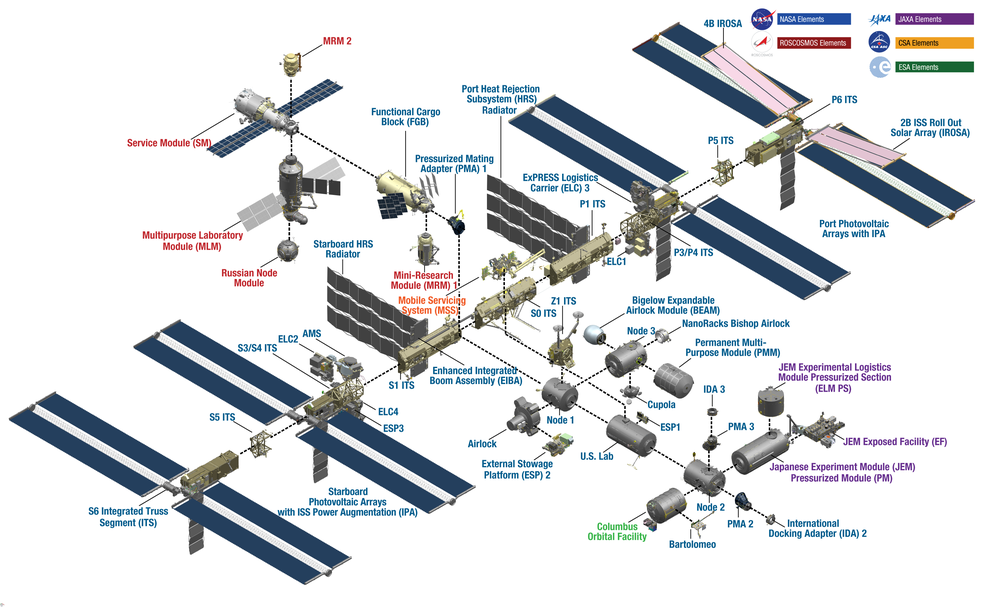 4B IROSA
NASA
NASA Elements
JAXA
JAXA Elements
ROSCOSMOS
ROSCOSMOS Elements
CSA Elements
esa
ESA Elements
MRM 2
Service Module (SM)
Functional Cargo
Block (FGB)
Port Heat Rejection
Subsystem (HRS)
Radiator
P6 ITS
P5 ITS
2B ISS Roll Out
Solar Array (IROSA)
Pressurized Mating
Adapter (PMA) 1
ExPRESS Logistics
Carrier (ELC) 3
P1 ITS
Port Photovoltaic
Arrays with IPA
Multipurpose Laboratory
Module (MLM)
Starboard HRS
Radiator
ELC1
P3/P4 ITS
Russian Node
Module
Mini-Research
Module (MRM) 1
Mobile Servicing
System (MSS)
S0 ITS
Z1 ITS
Bigelow Expandable
Airlock Module (BEAM)
Node 3
NanoRacks Bishop Airlock
Permanent Multi-
Purpose Module (PMM)
AMS
ELC2
S3/S4 ITS
S1 ITS
Enhanced Integrated
Boom Assembly (EIBA)
JEM Experimental Logistics
Module Pressurized Section
(ELM PS)
IDA 3
Cupola
ELC4
ESP3
S5 ITS
Node 1
ESP1
PMA 3
Airlock
U.S. Lab
JEM Exposed Facility (EF)
External Stowage
Platform (ESP) 2
Japanese Experiment Module (JEM)
Pressurized Module (PM)
S6 Integrated Truss
Segment (ITS)
Starboard
Photovoltaic Arrays
with ISS Power Augmentation (IPA)
Node 2
Columbus
Orbital Facility
PMA 2
International
Docking Adapter (IDA) 2
Bartolomeo